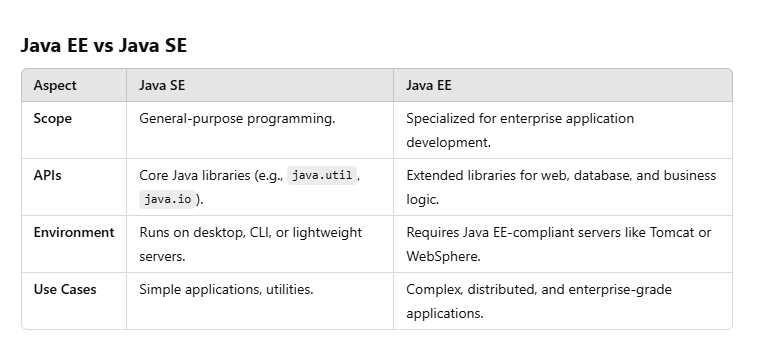 Java EE vs Java SE
Aspect Java SE Java EE
Scope General-purpose programming. Specialized for enterprise application
development.
APIs Core Java libraries (e.g., java.util, Extended libraries for web, database, and business
java.io ). logic.
Environment Runs on desktop, CLI, or lightweight Requires Java EE-compliant servers like Tomcat or
servers. WebSphere.
Use Cases Simple applications, utilities. Complex, distributed, and enterprise-grade
applications.